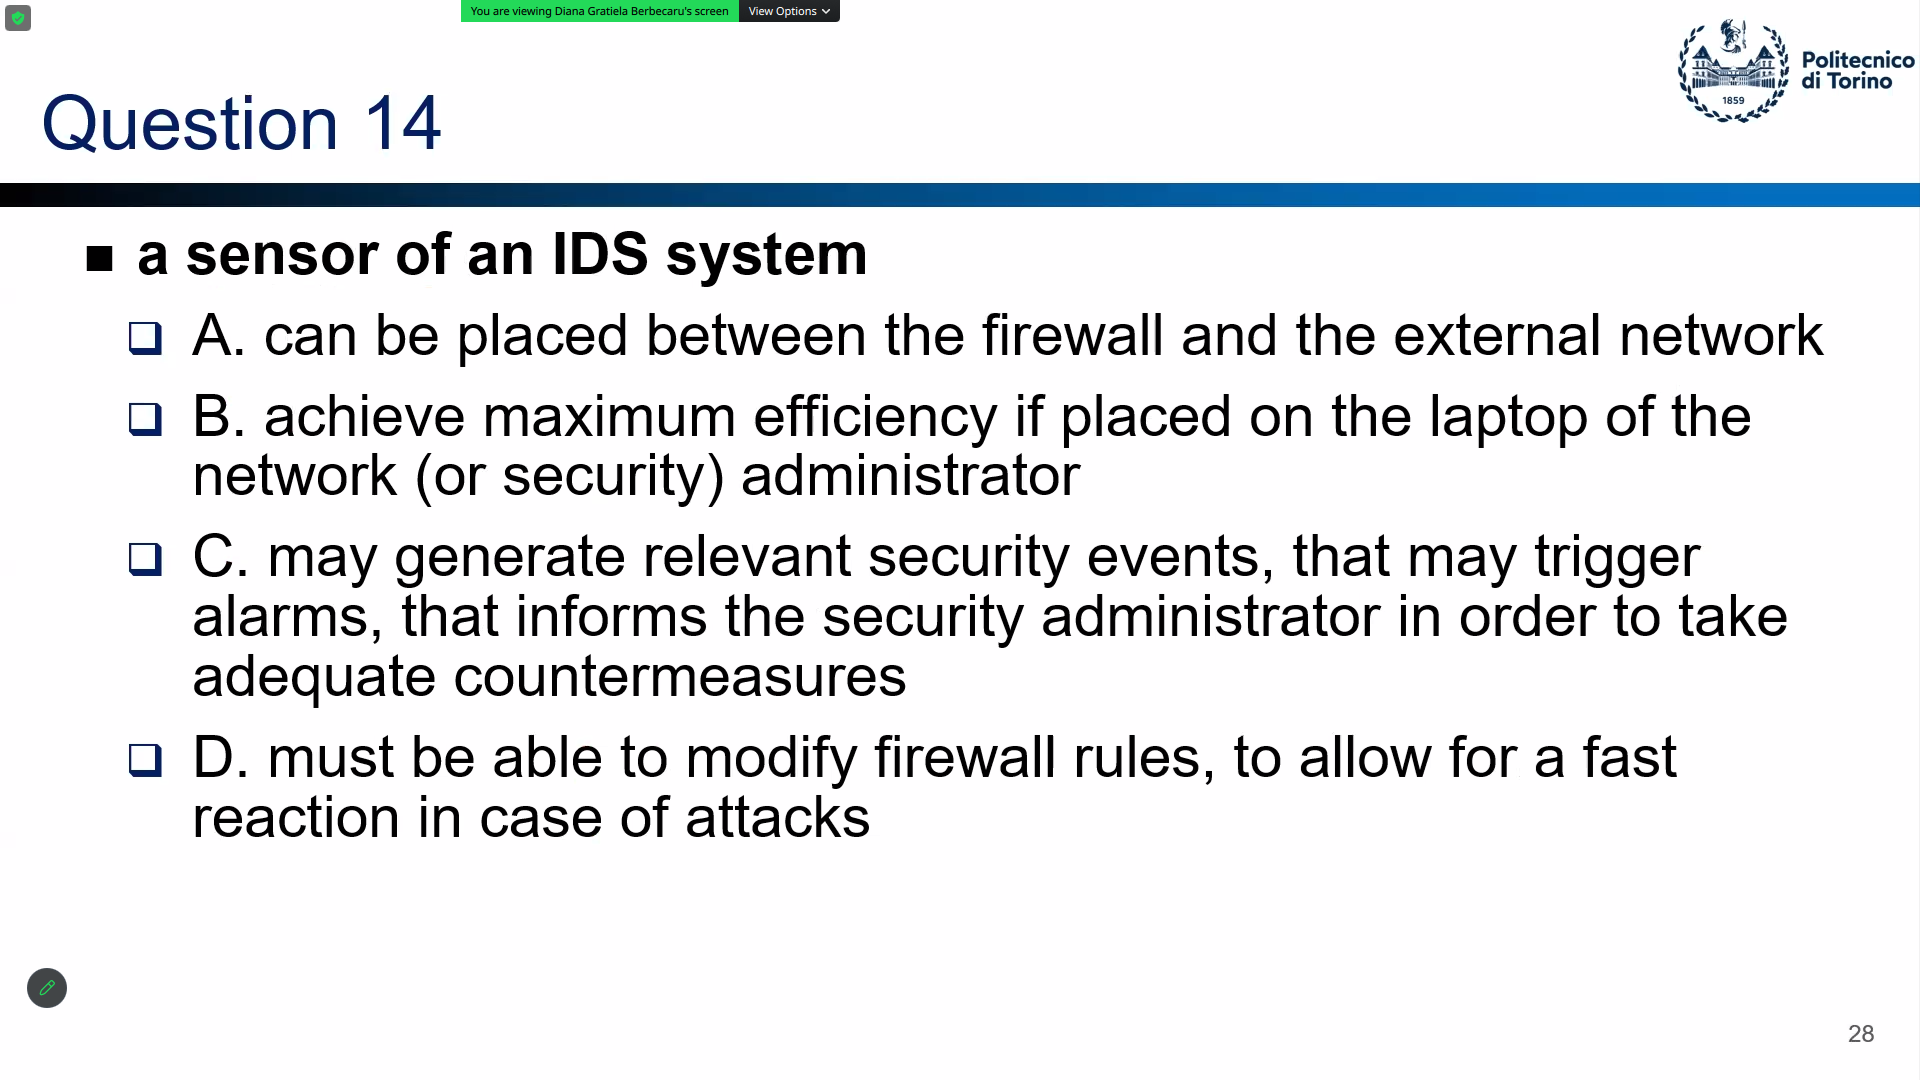 You are viewing Diana Gratiela Berbecaru's screen View Options
Politecnico
di Torino
1859
Question 14
a sensor of an IDS system
A. can be placed between the firewall and the external network
B. achieve maximum efficiency if placed on the laptop of the
network (or security) administrator
C. may generate relevant security events, that may trigger
alarms, that informs the security administrator in order to take
adequate countermeasures
D. must be able to modify firewall rules, to allow for a fast
reaction in case of attacks
28